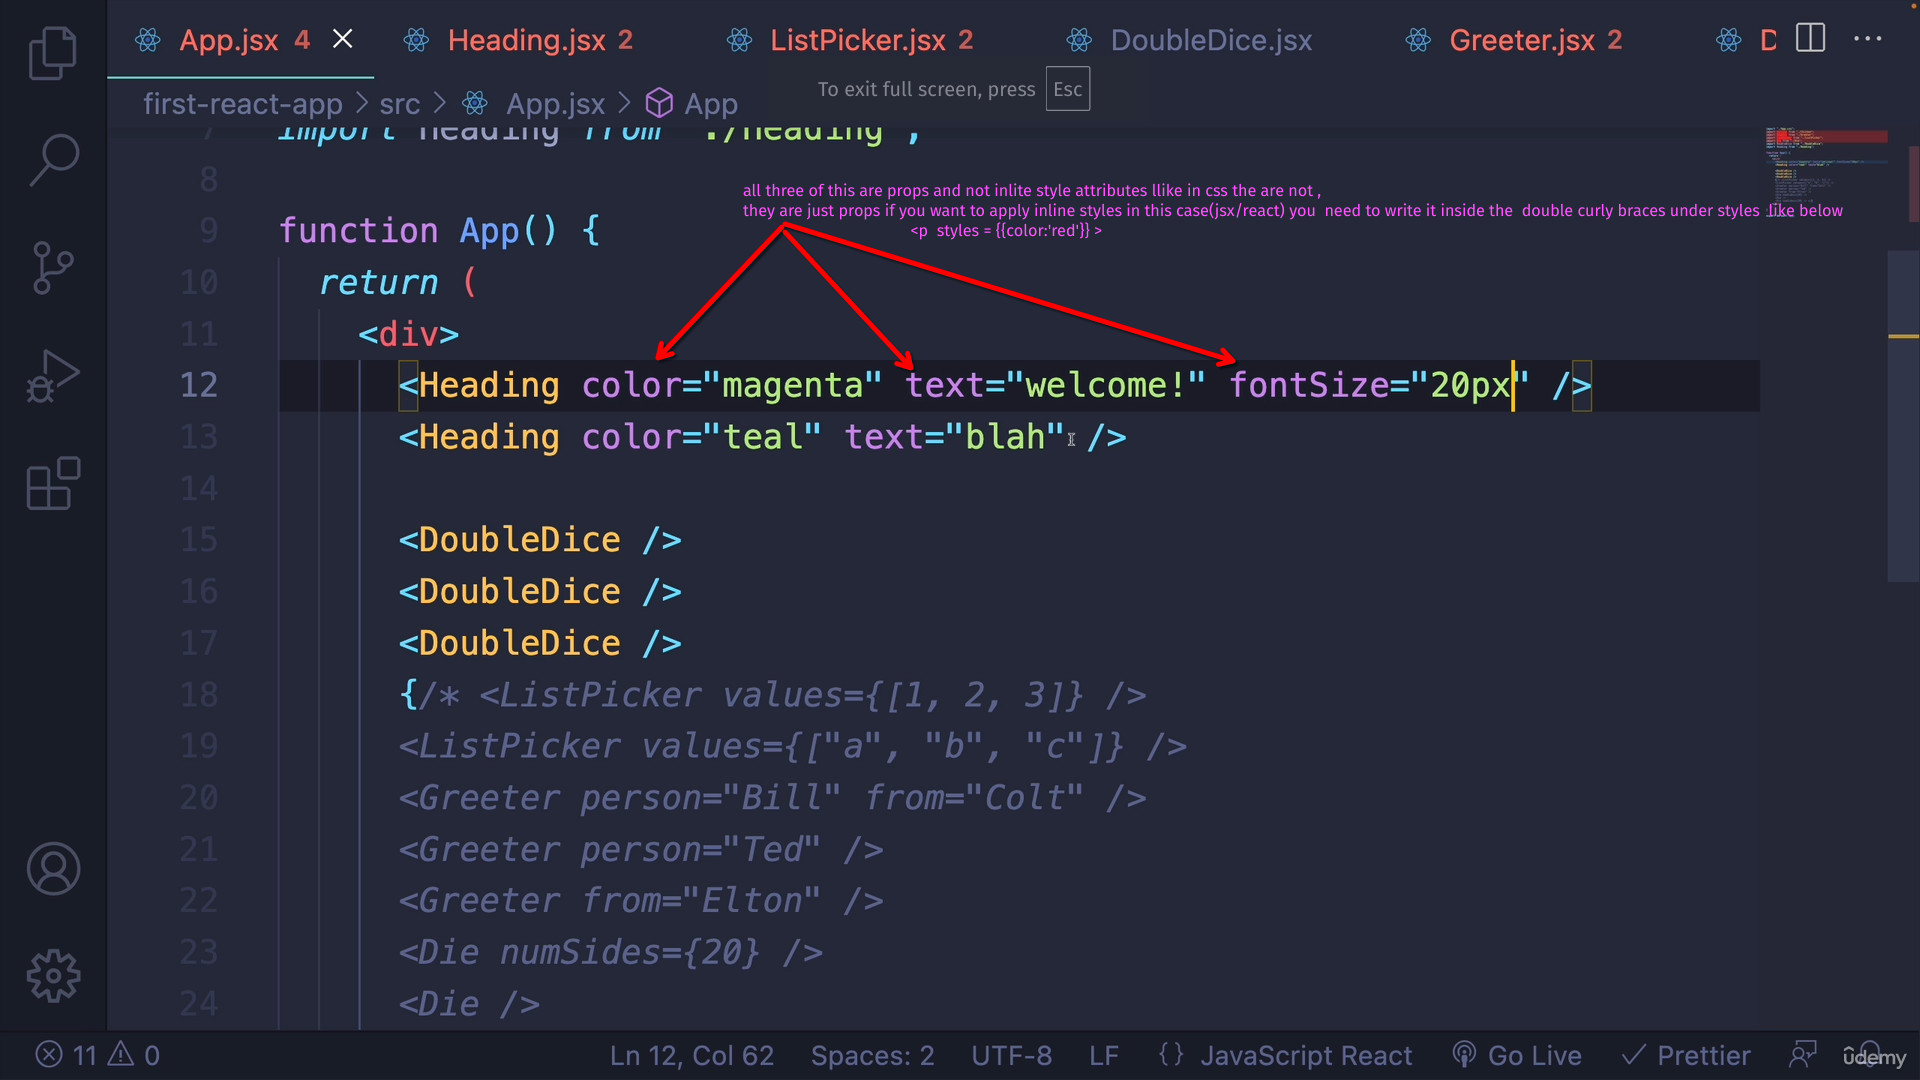 App.jsx 4
Heading.jsx 2
ListPicker.jsx 2
DoubleDice.jsx
Greeter.jsx 2
D
To exit full screen, press Esc
first-react-app > src > App.jsx > App
7 import heading from "./heading";
8
all three of this are props and not inlite style attributes llike in css the are not ,
they are just props if you want to apply inline styles in this case(jsx/react) you need to write it inside the double curly braces under styles like below
<p styles = {{color:'red'}} >
9 function App() {
10 return (
11 <div>
12 <Heading color="magenta" text="welcome!" fontSize="20px" />
13 <Heading color="teal" text="blah" />
14
15 <DoubleDice />
16 <DoubleDice />
17 <DoubleDice />
18 {/* <ListPicker values={[1, 2, 3]} />
19 <ListPicker values={["a", "b", "c"]} />
20 <Greeter person="Bill" from="Colt" />
21 <Greeter person="Ted" />
22 <Greeter from="Elton" />
23 <Die numSides={20} />
24 <Die />
11 0 Ln 12, Col 62 Spaces: 2 UTF-8 LF {} JavaScript React Go Live Prettier
udemy